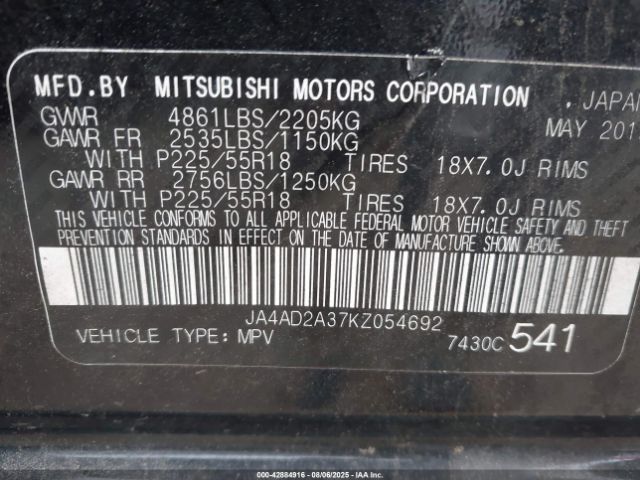 MFD.BY MITSUBISHI MOTORS CORPORATION , JAPAN
GVWR 4861LBS/2205KG MAY 201
GAWR FR 2535LBS/1150KG
WITH P225/55R18 TIRES 18X7.0J RIMS
GAWR RR 2756LBS/1250KG
WITH P225/55R18 TIRES 18X7.0J RIMS
THIS VEHICLE CONFORMS TO ALL APPLICABLE FEDERAL MOTOR VEHICLE SAFETY AND THEFT
PREVENTION STANDARDS IN EFFECT ON THE DATE OF MANUFACTURE SHOWN ABOVE.
JA4AD2A37KZ054692
VEHICLE TYPE: MPV 7430C 541
000-42884916 - 08/06/2025 - IAA Inc.